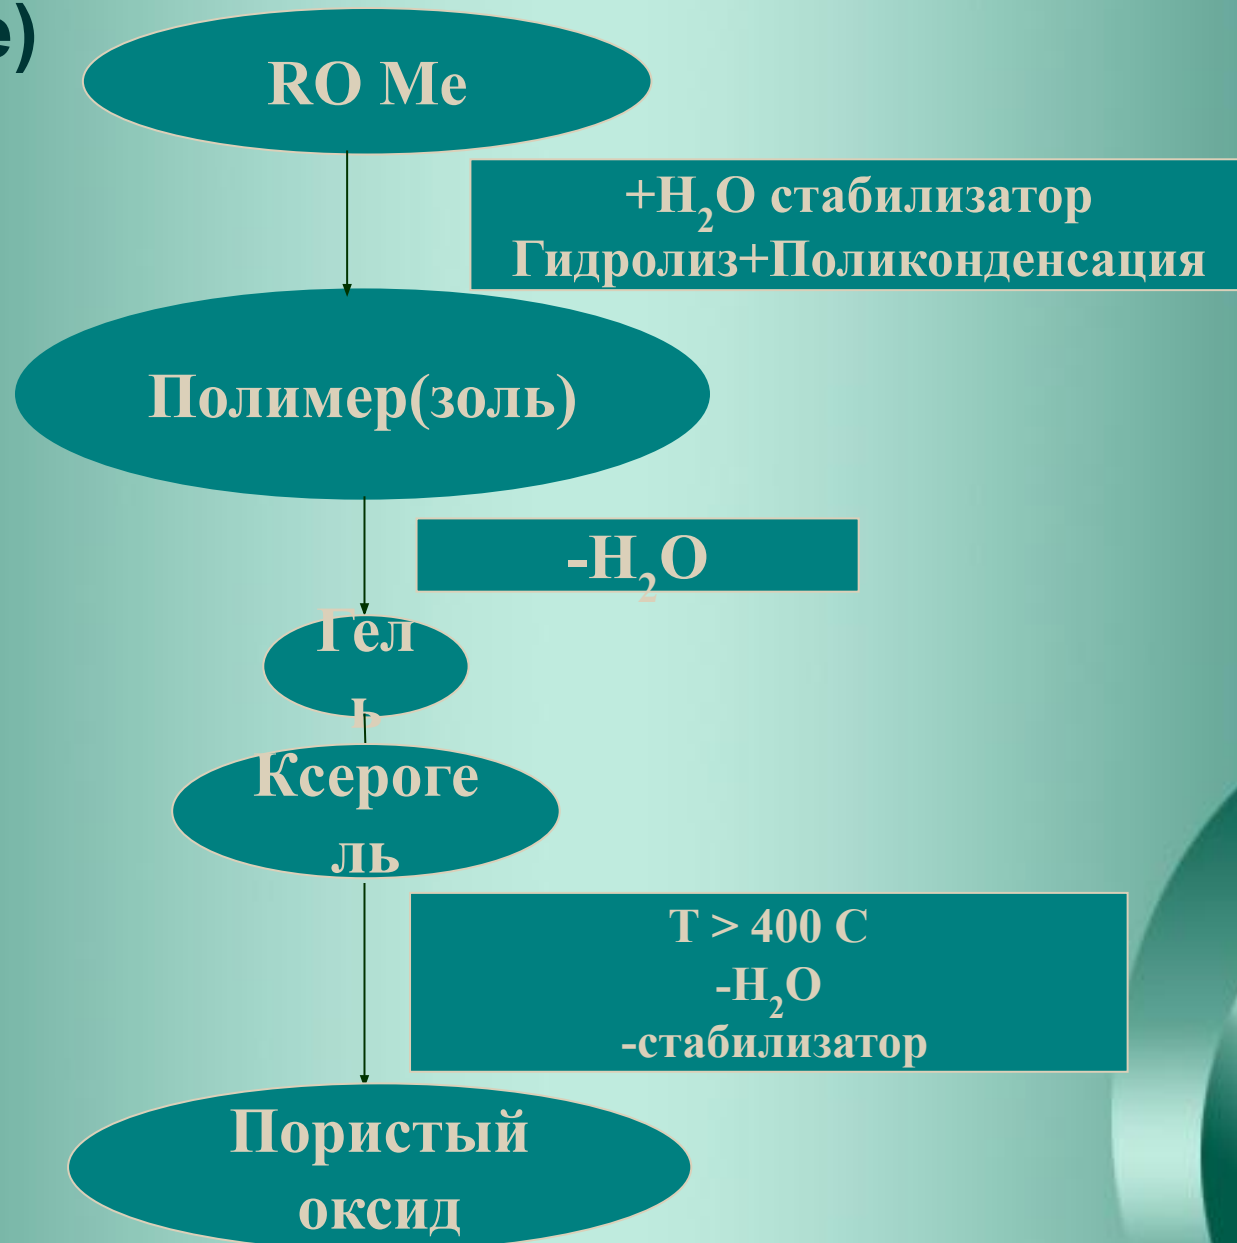 е)
RO Me
+H₂O стабилизатор
Гидролиз+Поликонденсация
Полимер(золь)
-H₂O
Гел
ь
Ксероге
ль
T > 400 C
-H₂O
-стабилизатор
Пористый
оксид